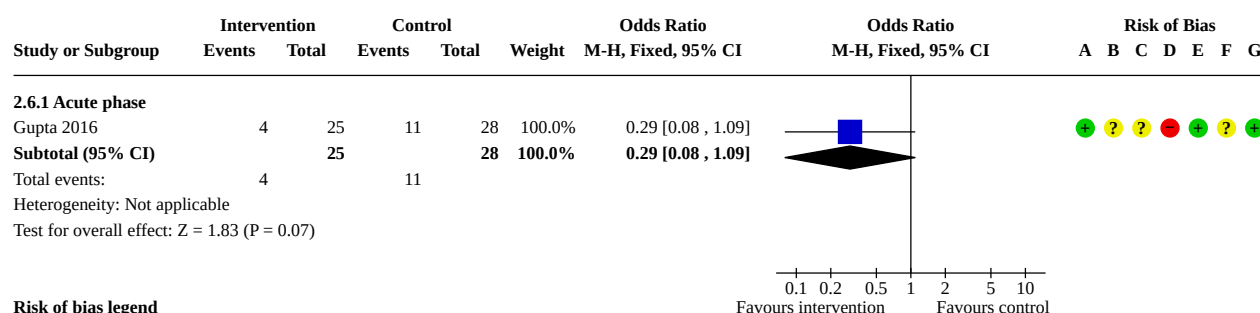 Intervention Control Odds Ratio Odds Ratio Risk of Bias
Study or Subgroup Events Total Events Total Weight M-H, Fixed, 95% CI M-H, Fixed, 95% CI A B C D E F G
2.6.1 Acute phase
Gupta 2016 4 25 11 28 100.0% 0.29 [0.08 , 1.09] + ? ? − + ? +
Subtotal (95% CI) 25 28 100.0% 0.29 [0.08 , 1.09]
Total events: 4 11
Heterogeneity: Not applicable
Test for overall effect: Z = 1.83 (P = 0.07)
0.1 0.2 0.5 1 2 5 10
Favours intervention Favours control
Risk of bias legend